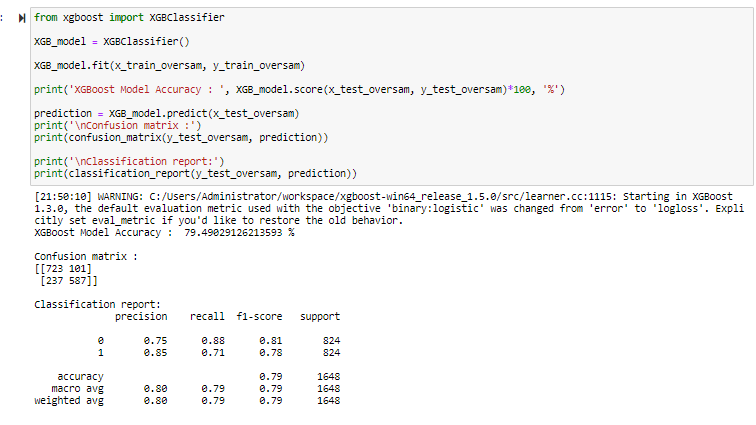 :
from xgboost import XGBClassifier
XGB_model = XGBClassifier()
XGB_model.fit(x_train_oversam, y_train_oversam)
print('XGBoost Model Accuracy : ', XGB_model.score(x_test_oversam, y_test_oversam)*100, '%')
prediction = XGB_model.predict(x_test_oversam)
print('\nConfusion matrix :')
print(confusion_matrix(y_test_oversam, prediction))
print('\nClassification report:')
print(classification_report(y_test_oversam, prediction))
[21:50:10] WARNING: C:/Users/Administrator/workspace/xgboost-win64_release_1.5.0/src/learner.cc:1115: Starting in XGBoost
1.3.0, the default evaluation metric used with the objective 'binary:logistic' was changed from 'error' to 'logloss'. Expli
citly set eval_metric if you'd like to restore the old behavior.
XGBoost Model Accuracy :  79.49029126213593 %
Confusion matrix :
[[723 101]
 [237 587]]
Classification report:
              precision    recall  f1-score   support
           0       0.75      0.88      0.81       824
           1       0.85      0.71      0.78       824
    accuracy                           0.79      1648
   macro avg       0.80      0.79      0.79      1648
weighted avg       0.80      0.79      0.79      1648